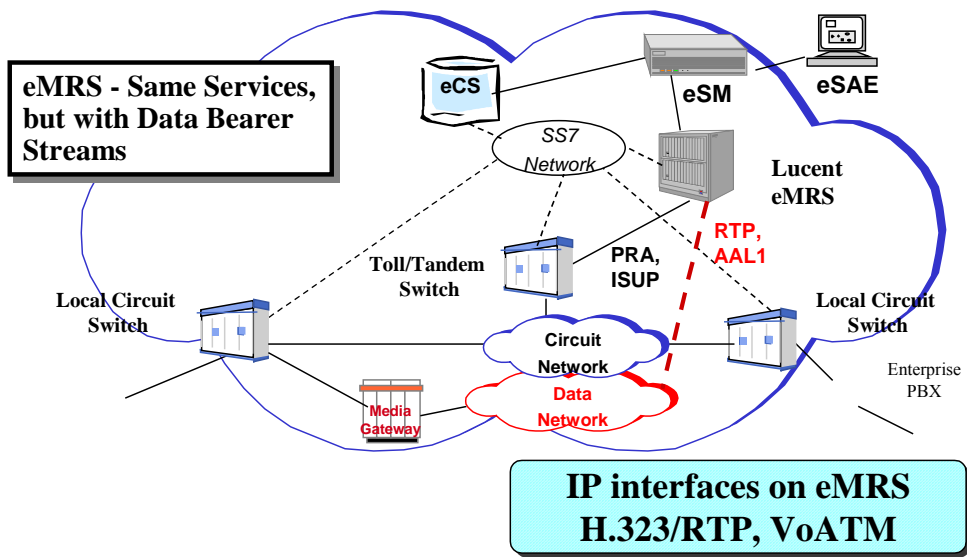 eMRS - Same Services,
but with Data Bearer
Streams
eCS
eSM
eSAE
SS7
Network
Lucent
eMRS
RTP,
AAL1
PRA,
ISUP
Toll/Tandem
Switch
Local Circuit
Switch
Local Circuit
Switch
Circuit
Network
Enterprise
PBX
Data
Network
Media
Gateway
IP interfaces on eMRS
H.323/RTP, VoATM